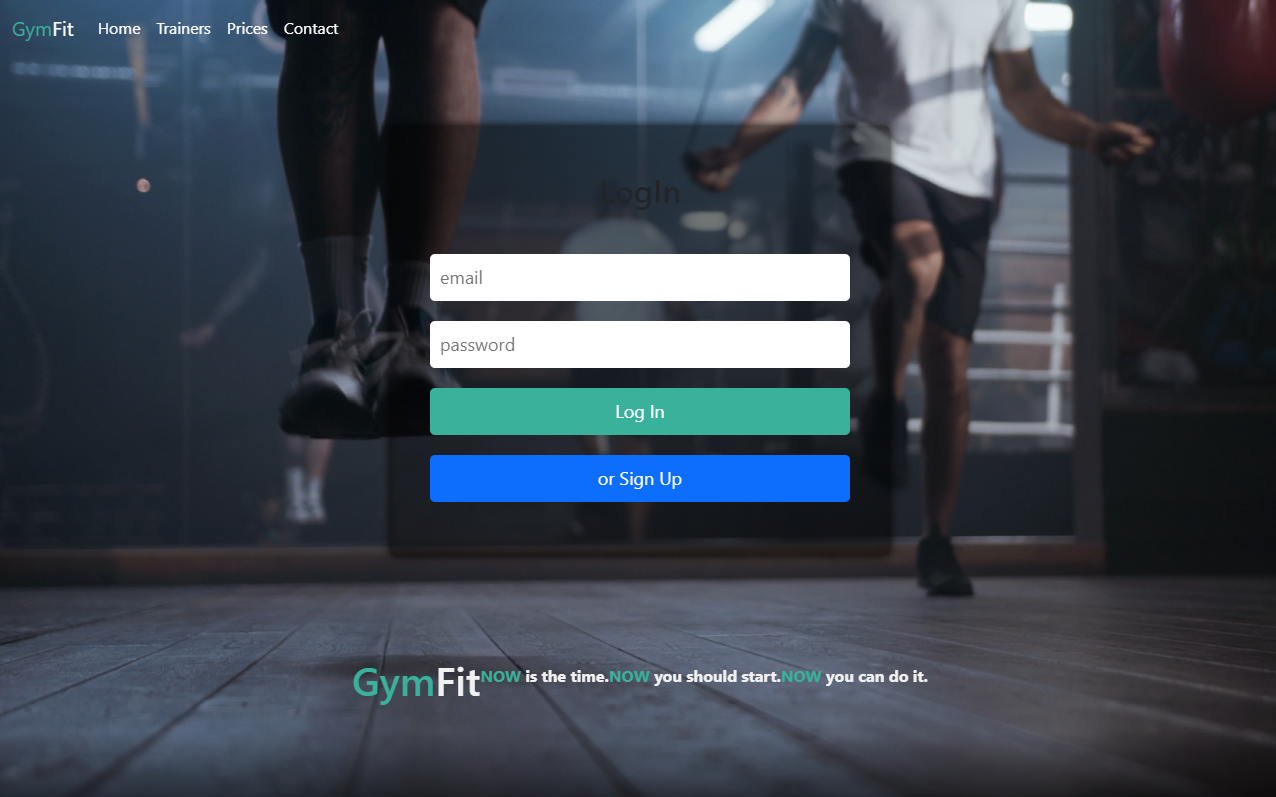 GymFit Home Trainers Prices Contact
LogIn
email
password
Log In
or Sign Up
GymFit NOW is the time.NOW you should start.NOW you can do it.